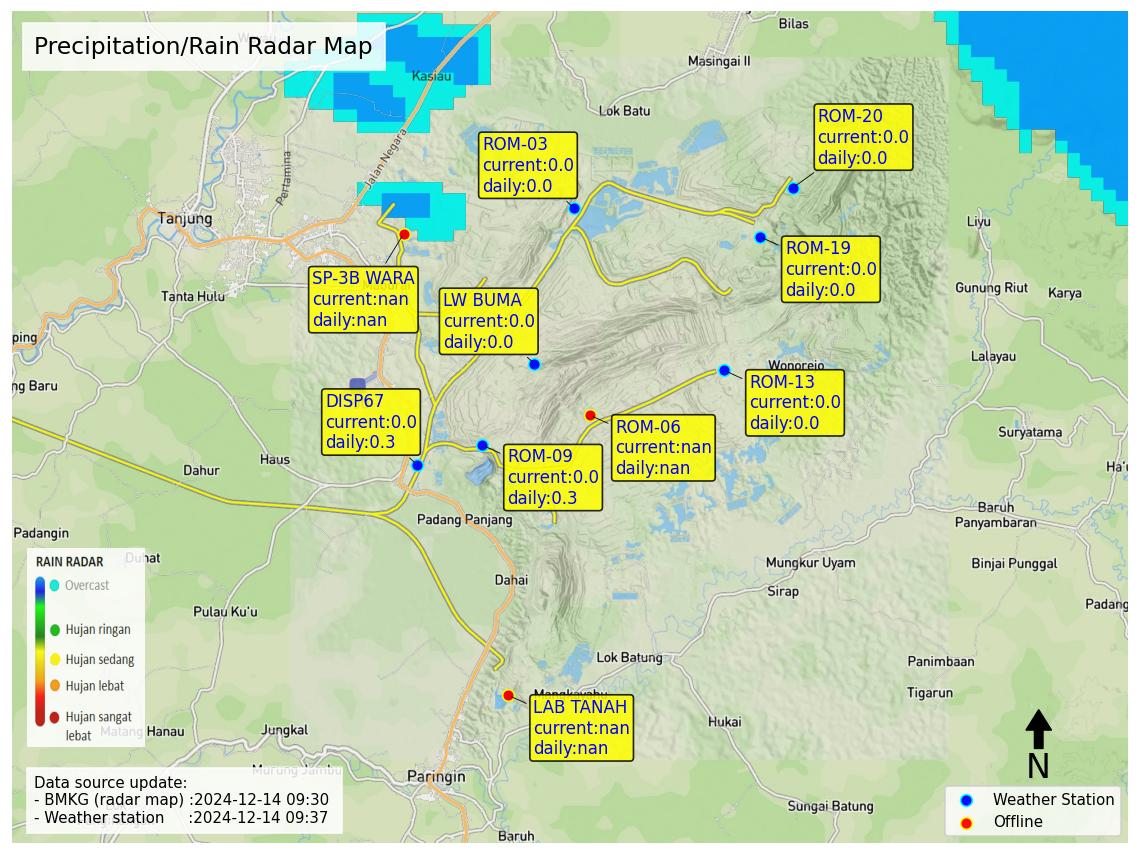 Precipitation/Rain Radar Map
Bilas
Masingai II
Kasiau
Lok Batu
Jalan Negara
Pertamina
Tanjung
Tanta Hulu
ROM-03
current:0.0
daily:0.0
ROM-20
current:0.0
daily:0.0
ROM-19
current:0.0
daily:0.0
SP-3B WARA
current:nan
daily:nan
LW BUMA
current:0.0
daily:0.0
Liyu
Gunung Riut
Karya
Lalayau
ping
ng Baru
Wonorejo
ROM-13
current:0.0
daily:0.0
DISP67
current:0.0
daily:0.3
ROM-06
current:nan
daily:nan
ROM-09
current:0.0
daily:0.3
Suryatama
Ha'u
Haus
Dahur
Padang Panjang
Baruh
Panyambaran
Padangin
Duhat
Binjai Punggal
Mungkur Uyam
Dahai
Sirap
Padang
Pulau Ku'u
RAIN RADAR
Overcast
Hujan ringan
Hujan sedang
Hujan lebat
Hujan sangat
lebat
Lok Batung
Panimbaan
Tigarun
LAB TANAH
current:nan
daily:nan
Hukai
Matang Hanau
Jungkal
Murung Jambu
Paringin
Sungai Batung
Baruh
Data source update:
- BMKG (radar map) :2024-12-14 09:30
- Weather station :2024-12-14 09:37
N
Weather Station
Offline